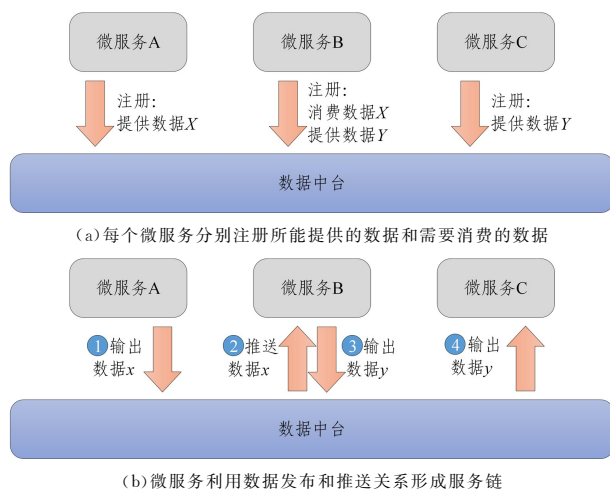 微服务A
微服务B
微服务C
注册:
提供数据X
注册:
消费数据X
提供数据Y
注册:
提供数据Y
数据中台
(a)每个微服务分别注册所能提供的数据和需要消费的数据
微服务A
微服务B
微服务C
①输出
数据x
②推送
数据x
③输出
数据y
④输出
数据y
数据中台
(b)微服务利用数据发布和推送关系形成服务链